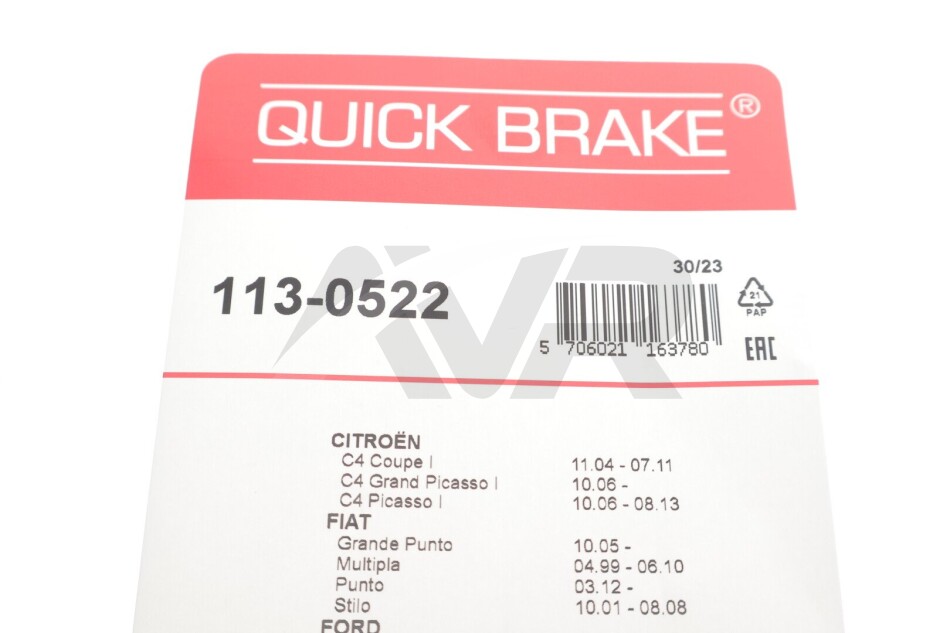 QUICK BRAKE®
113-0522
30/23
5 706021 163780
21
PAP
EAC
AIVR
CITROËN
C4 Coupe I 11.04 - 07.11
C4 Grand Picasso I 10.06 -
C4 Picasso I 10.06 - 08.13
FIAT
Grande Punto 10.05 -
Multipla 04.99 - 06.10
Punto 03.12 -
Stilo 10.01 - 08.08
FORD